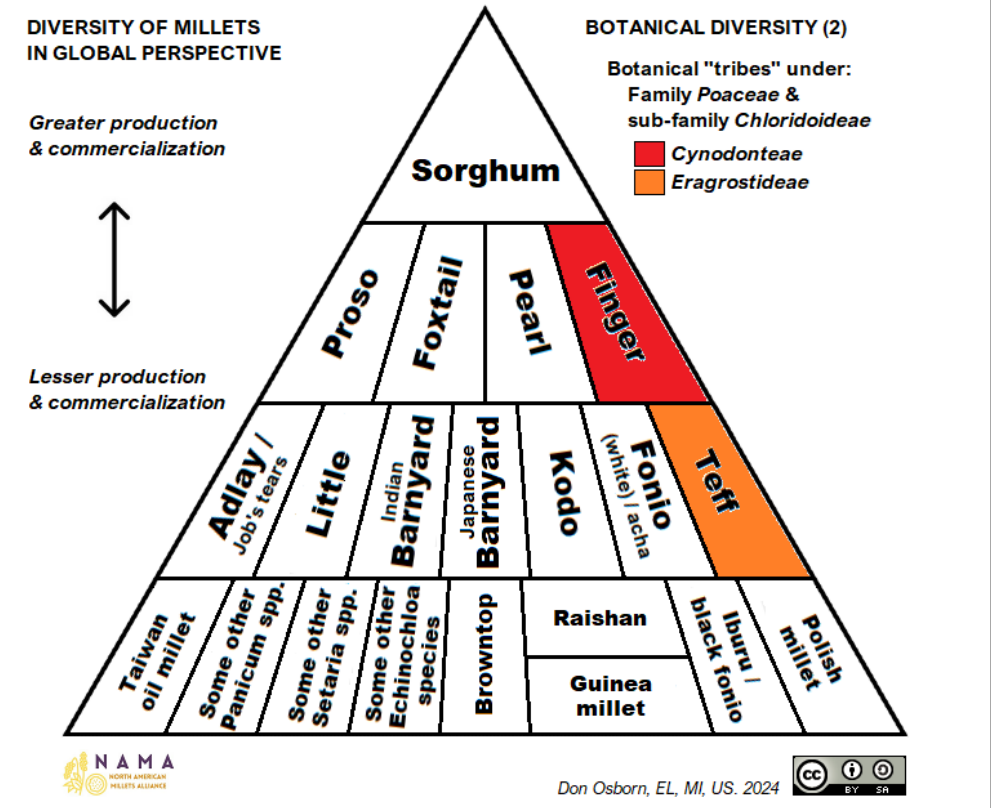 DIVERSITY OF MILLETS
IN GLOBAL PERSPECTIVE
BOTANICAL DIVERSITY (2)
Botanical "tribes" under:
Family Poaceae &
sub-family Chloridoideae
Cynodonteae
Eragrostideae
Greater production
& commercialization
Lesser production
& commercialization
Sorghum
Proso
Foxtail
Pearl
Finger
Adlay /
Job's tears
Little
Indian
Barnyard
Japanese
Barnyard
Kodo
Fonio
(white) / acha
Teff
Taiwan
oil millet
Some other
Panicum spp.
Some other
Setaria spp.
Some other
Echinochloa
species
Browntop
Raishan
Guinea
millet
Iburu /
black fonio
Polish
millet
NAMA
NORTH AMERICAN
MILLETS ALLIANCE
Don Osborn, EL, MI, US. 2024
cc
BY SA